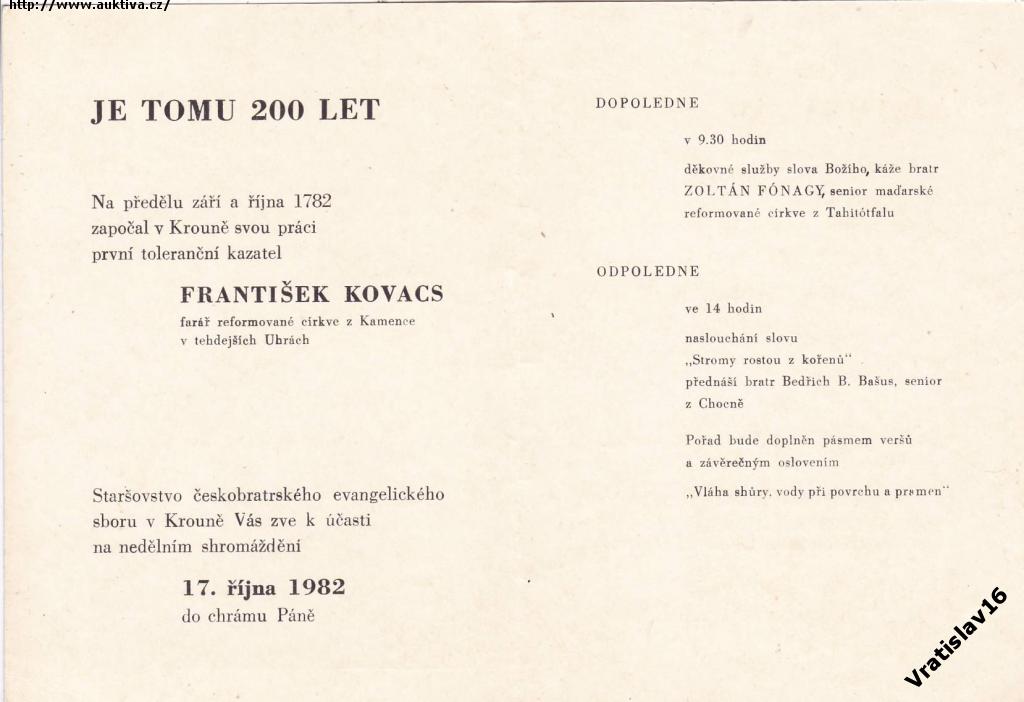 http://www.auktiva.cz/
JE TOMU 200 LET
Na předělu září a října 1782
započal v Krouně svou práci
první toleranční kazatel
FRANTIŠEK KOVACS
farář reformované církve z Kamence
v tehdejších Uhrách
Staršovstvo českobratrského evangelického
sboru v Krouně Vás zve k účasti
na nedělním shromáždění
17. října 1982
do chrámu Páně
DOPOLEDNE
v 9.30 hodin
děkovné služby slova Božího, káže bratr
ZOLTÁN FÓNAGY, senior maďarské
reformované církve z Tahitótfalu
ODPOLEDNE
ve 14 hodin
naslouchání slovu
„Stromy rostou z kořenů“
přednáší bratr Bedřich B. Bašus, senior
z Chocně
Pořad bude doplněn pásmem veršů
a závěrečným oslovením
„Vláha shůry, vody při povrchu a pramen“
Vratislav16